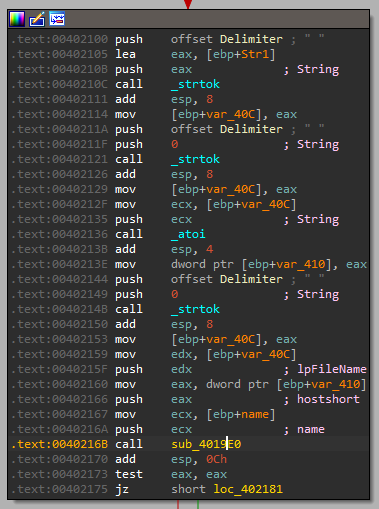 .text:00402100 push offset Delimiter ; " "
.text:00402105 lea eax, [ebp+Str1]
.text:0040210B push eax ; String
.text:0040210C call _strtok
.text:00402111 add esp, 8
.text:00402114 mov [ebp+var_40C], eax
.text:0040211A push offset Delimiter ; " "
.text:0040211F push 0 ; String
.text:00402121 call _strtok
.text:00402126 add esp, 8
.text:00402129 mov [ebp+var_40C], eax
.text:0040212F mov ecx, [ebp+var_40C]
.text:00402135 push ecx ; String
.text:00402136 call _atoi
.text:0040213B add esp, 4
.text:0040213E mov dword ptr [ebp+var_410], eax
.text:00402144 push offset Delimiter ; " "
.text:00402149 push 0 ; String
.text:0040214B call _strtok
.text:00402150 add esp, 8
.text:00402153 mov [ebp+var_40C], eax
.text:00402159 mov edx, [ebp+var_40C]
.text:0040215F push edx ; lpFileName
.text:00402160 mov eax, dword ptr [ebp+var_410]
.text:00402166 push eax ; hostshort
.text:00402167 mov ecx, [ebp+name]
.text:0040216A push ecx ; name
.text:0040216B call sub_4019E0
.text:00402170 add esp, 0Ch
.text:00402173 test eax, eax
.text:00402175 jz short loc_402181